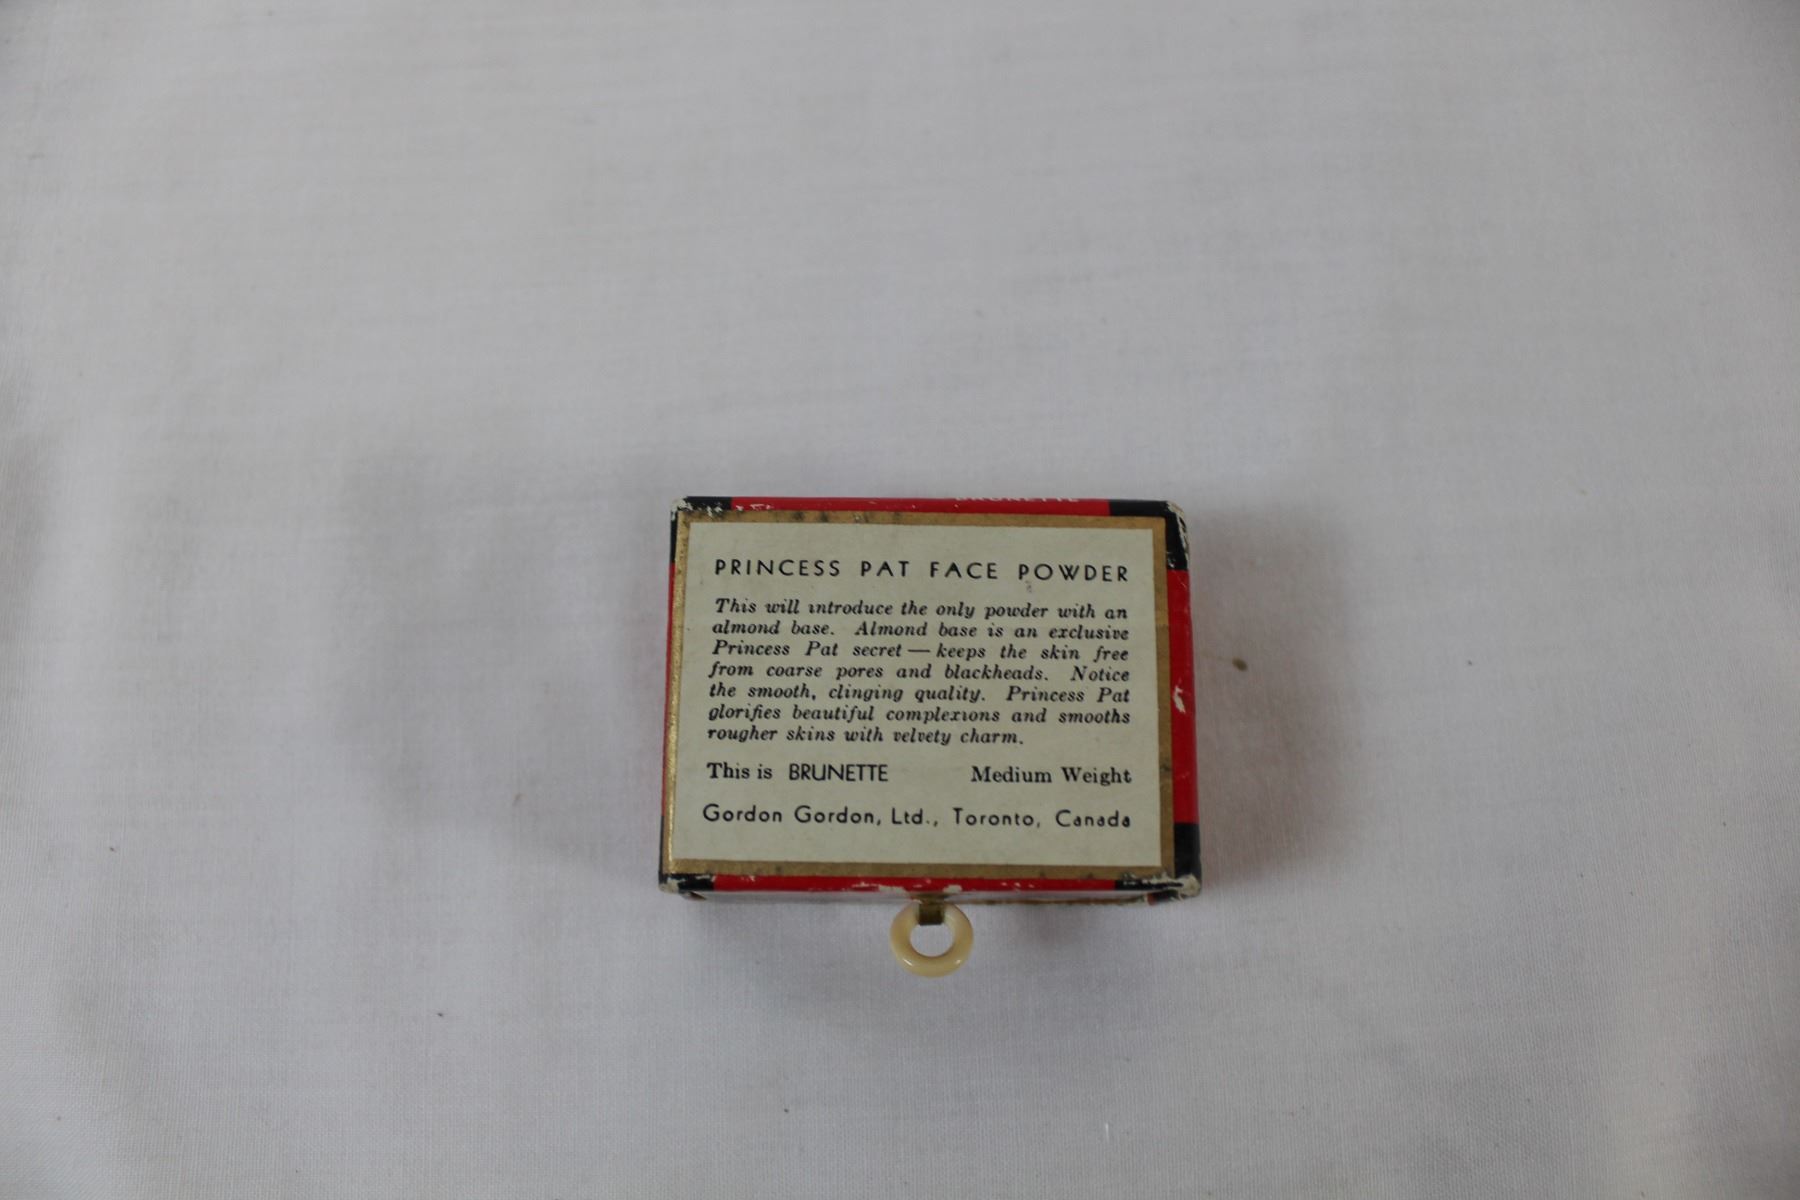 BRUNETTE
PRINCESS PAT FACE POWDER
This will introduce the only powder with an
almond base. Almond base is an exclusive
Princess Pat secret — keeps the skin free
from coarse pores and blackheads. Notice
the smooth, clinging quality. Princess Pat
glorifies beautiful complexions and smooths
rougher skins with velvety charm.
This is BRUNETTE Medium Weight
Gordon Gordon, Ltd., Toronto, Canada